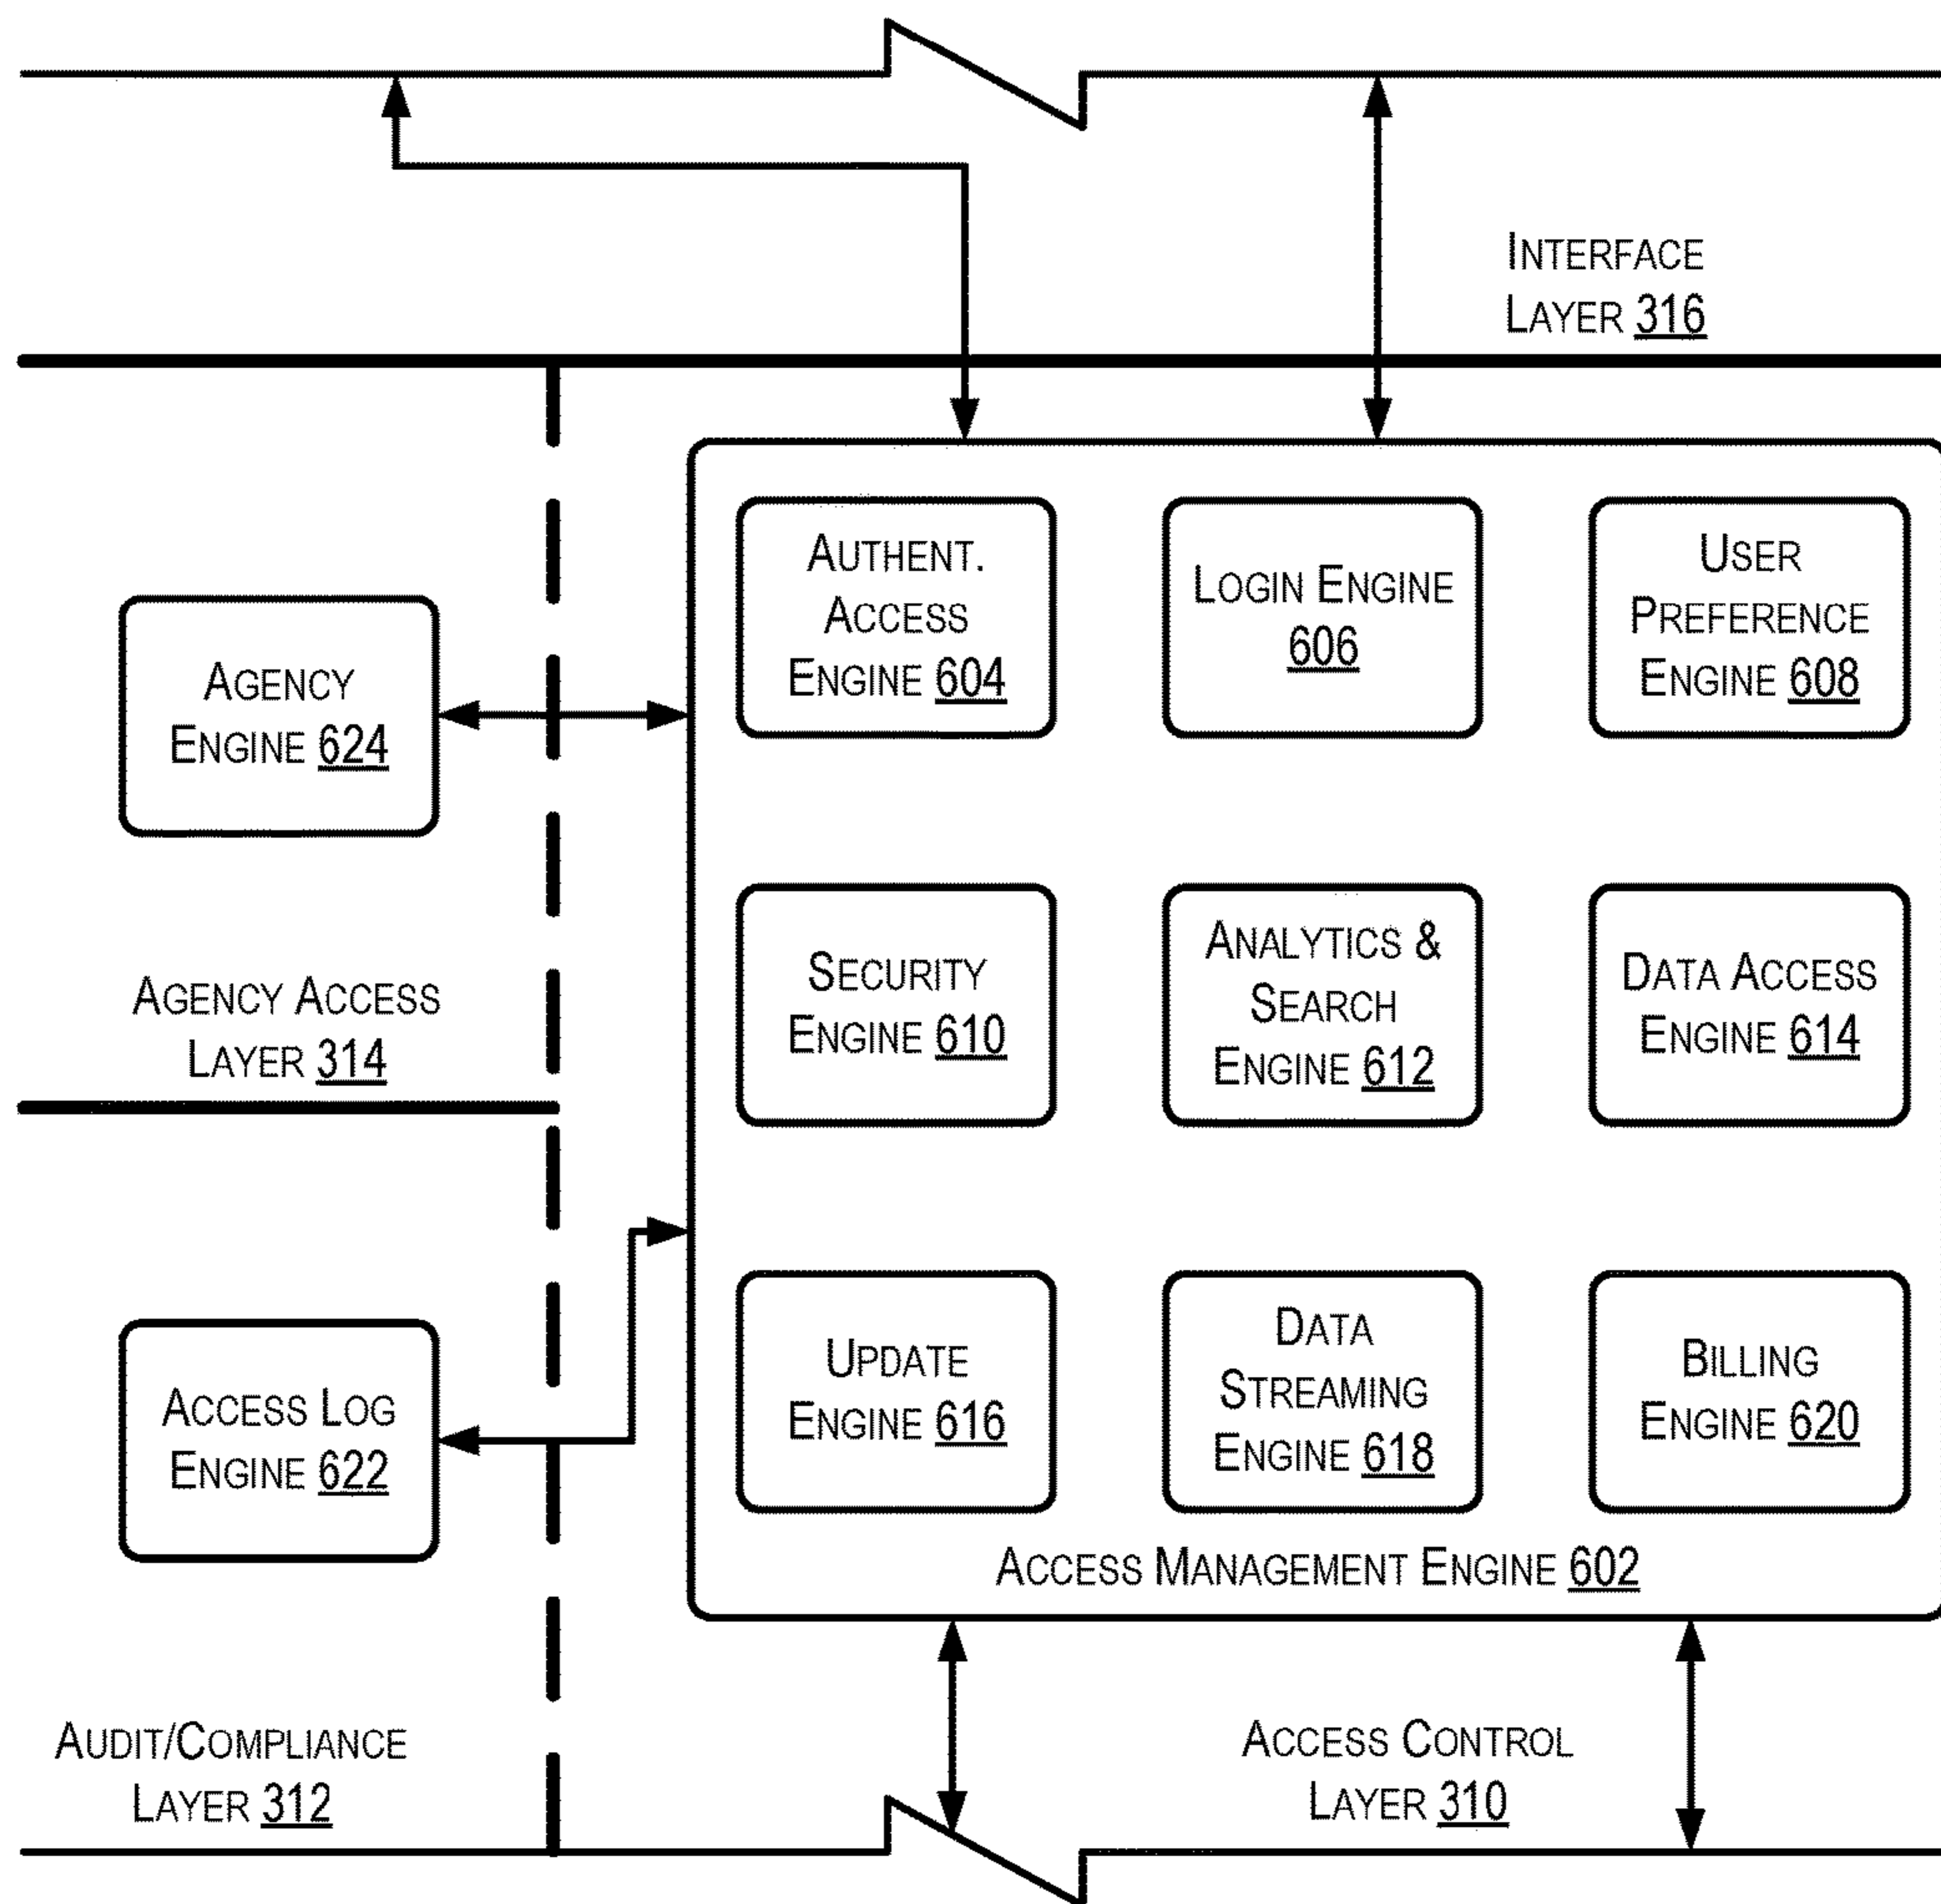 INTERFACE
LAYER 316
AUTHENT.
ACCESS
ENGINE 604
LOGIN ENGINE
606
USER
PREFERENCE
ENGINE 608
AGENCY
ENGINE 624
SECURITY
ENGINE 610
ANALYTICS &
SEARCH
ENGINE 612
DATA ACCESS
ENGINE 614
AGENCY ACCESS
LAYER 314
UPDATE
ENGINE 616
DATA
STREAMING
ENGINE 618
BILLING
ENGINE 620
ACCESS LOG
ENGINE 622
ACCESS MANAGEMENT ENGINE 602
AUDIT/COMPLIANCE
LAYER 312
ACCESS CONTROL
LAYER 310